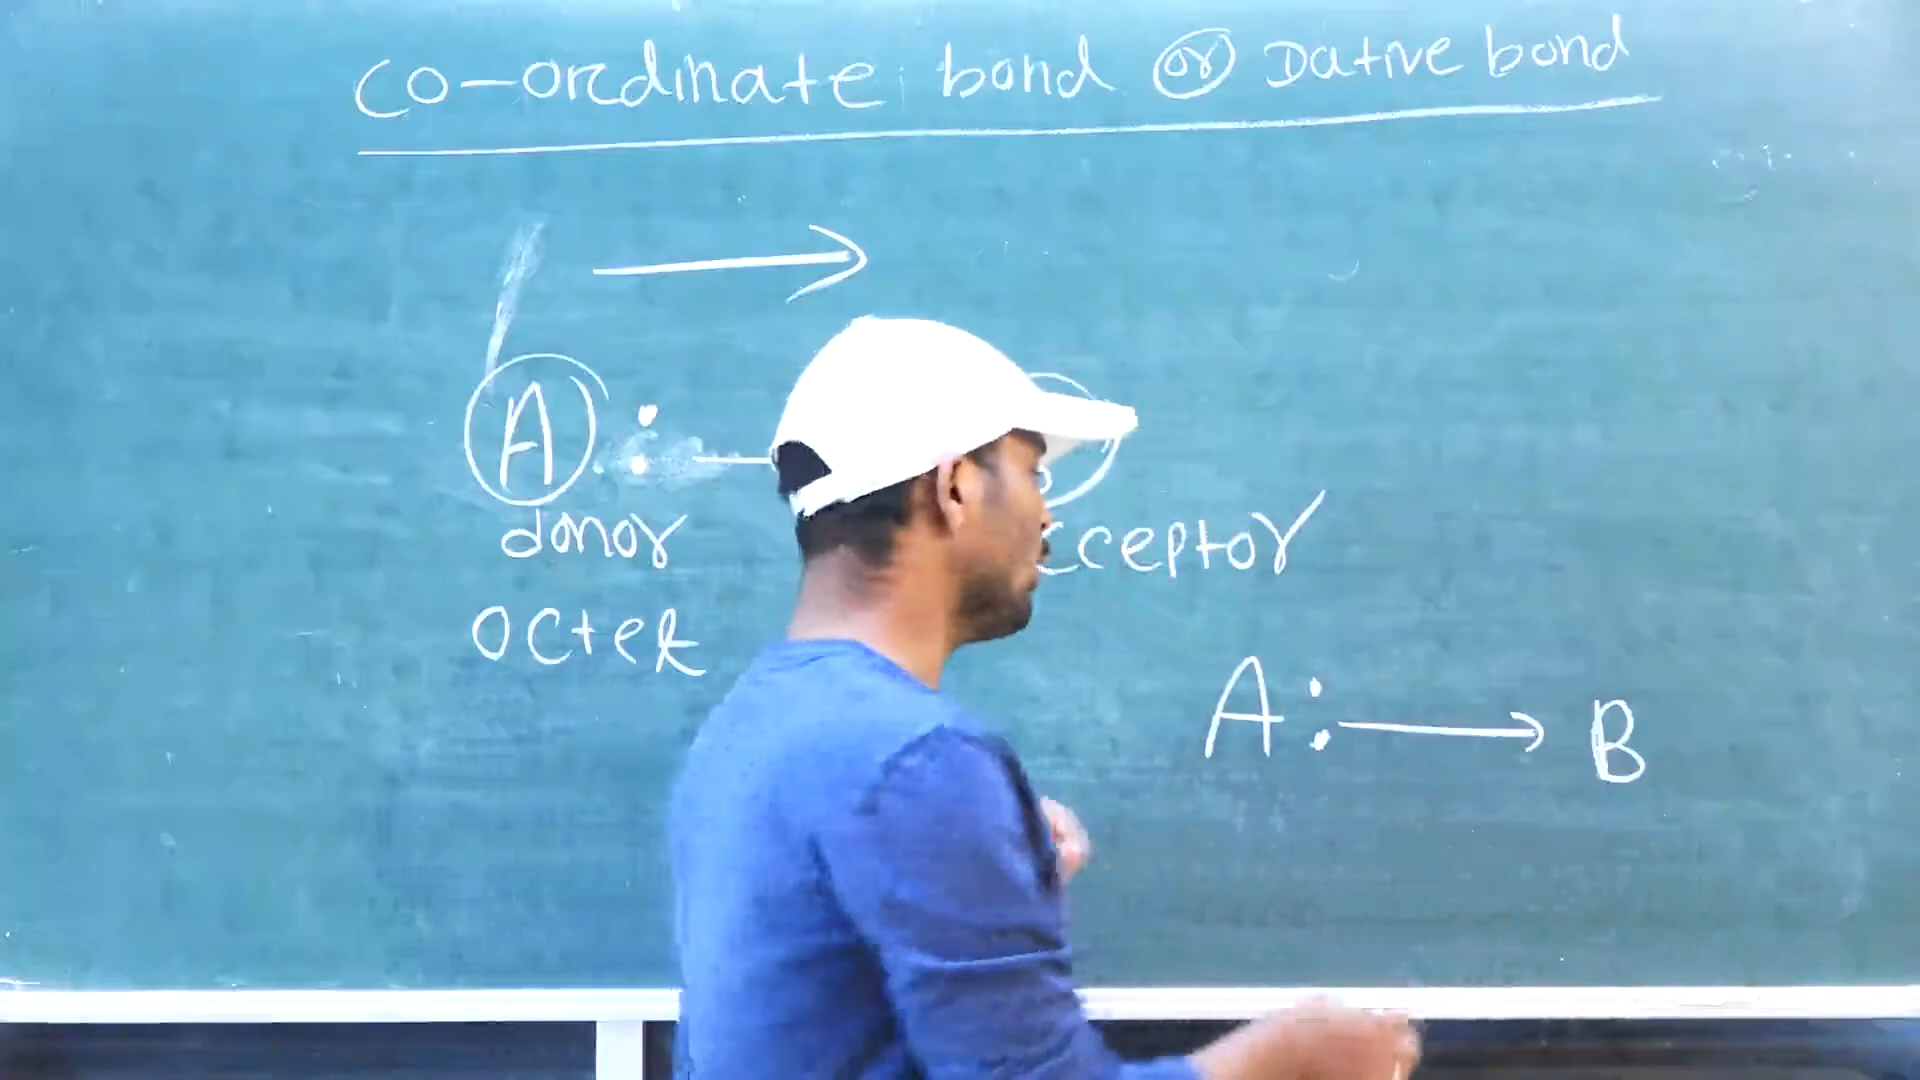 co-ordinate bond or Dative bond
A :
donor
cceptor
octet
A : → B